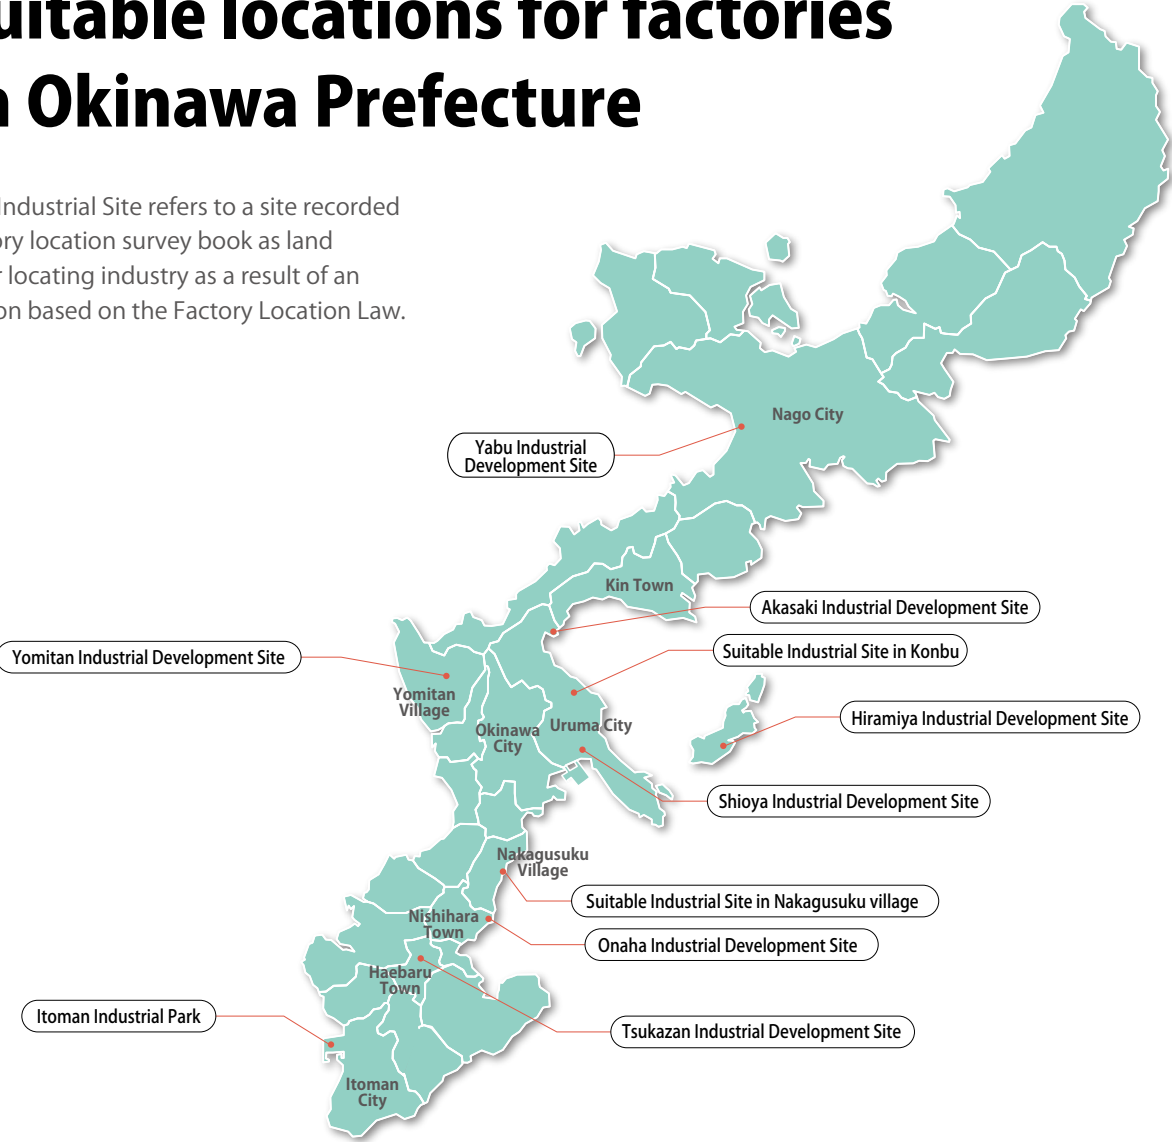 uitable locations for factories
Okinawa Prefecture
Industrial Site refers to a site recorded
ory location survey book as land
locating industry as a result of an
on based on the Factory Location Law.
Nago City
Yabu Industrial
Development Site
Kin Town
Akasaki Industrial Development Site
Suitable Industrial Site in Konbu
Yomitan Industrial Development Site
Yomitan
Village
Hiramiya Industrial Development Site
Okinawa
City
Uruma City
Shioya Industrial Development Site
Nakagusuku
Village
Suitable Industrial Site in Nakagusuku village
Nishihara
Town
Onaha Industrial Development Site
Haebaru
Town
Itoman Industrial Park
Tsukazan Industrial Development Site
Itoman
City